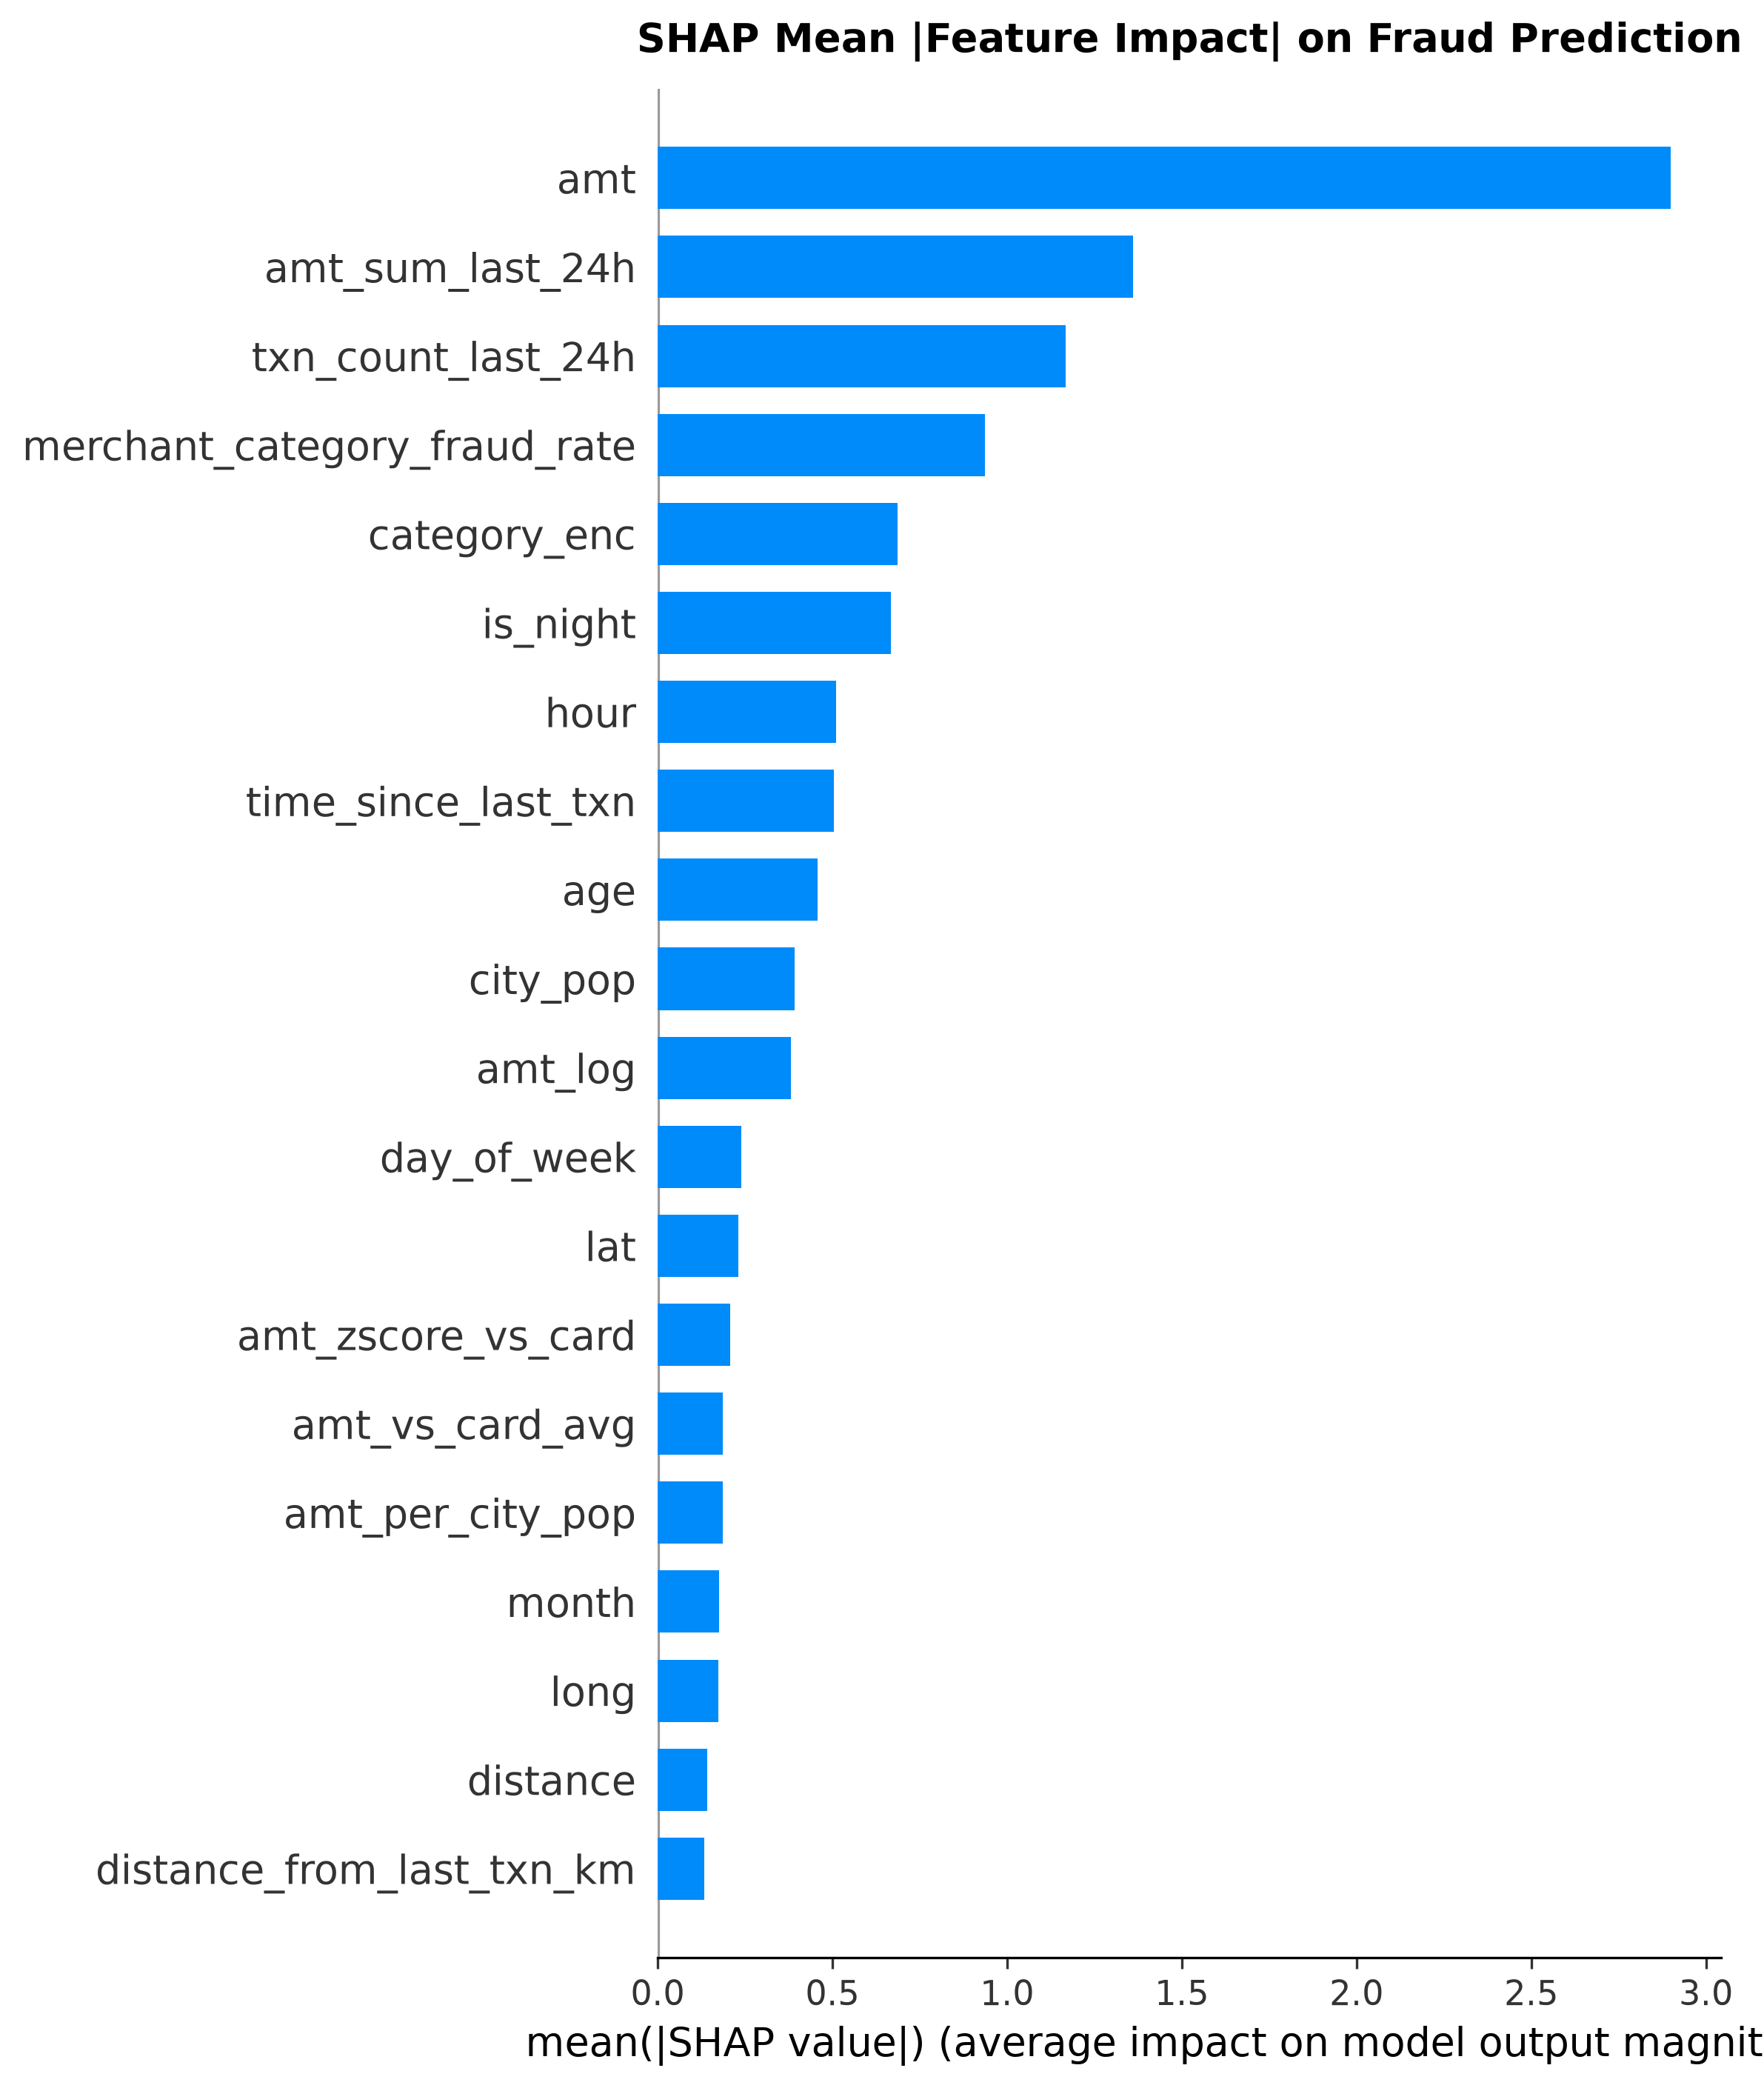 SHAP Mean |Feature Impact| on Fraud Prediction
amt
amt_sum_last_24h
txn_count_last_24h
merchant_category_fraud_rate
category_enc
is_night
hour
time_since_last_txn
age
city_pop
amt_log
day_of_week
lat
amt_zscore_vs_card
amt_vs_card_avg
amt_per_city_pop
month
long
distance
distance_from_last_txn_km
0.0 0.5 1.0 1.5 2.0 2.5 3.0
mean(|SHAP value|) (average impact on model output magnit